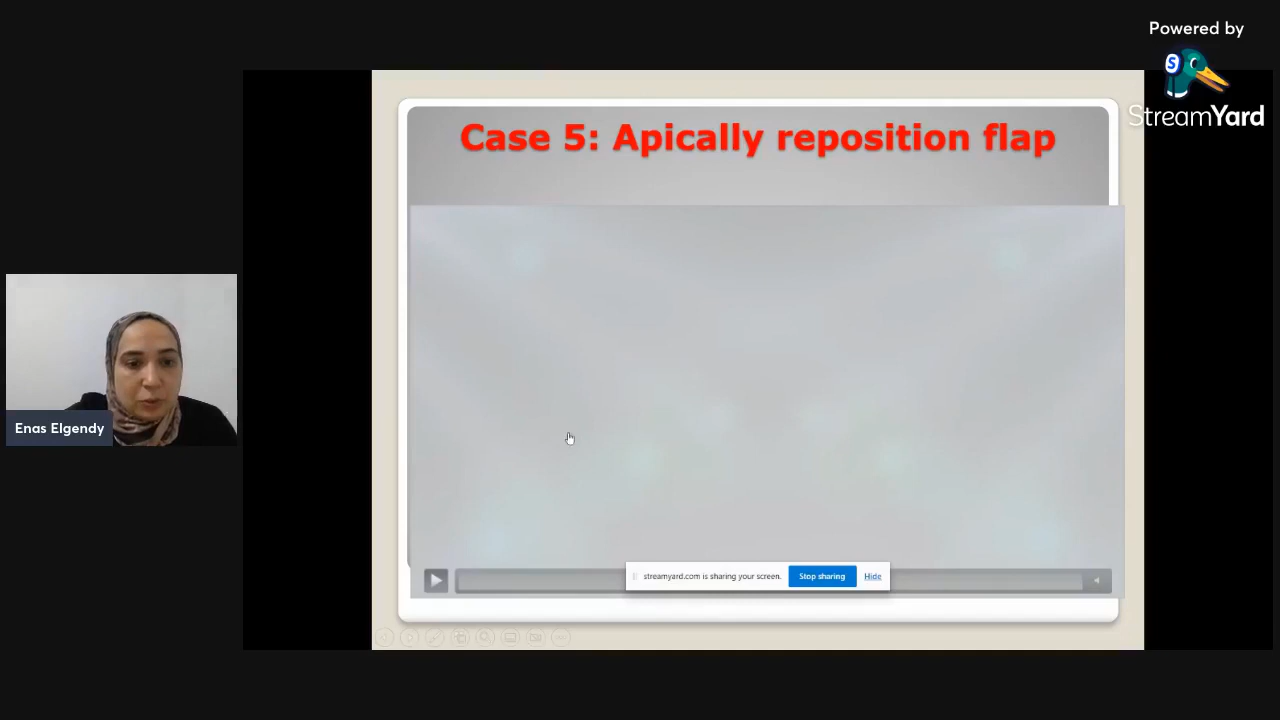 Powered by
StreamYard
Case 5: Apically reposition flap
Enas Elgendy
streamyard.com is sharing your screen.
Stop sharing
Hide